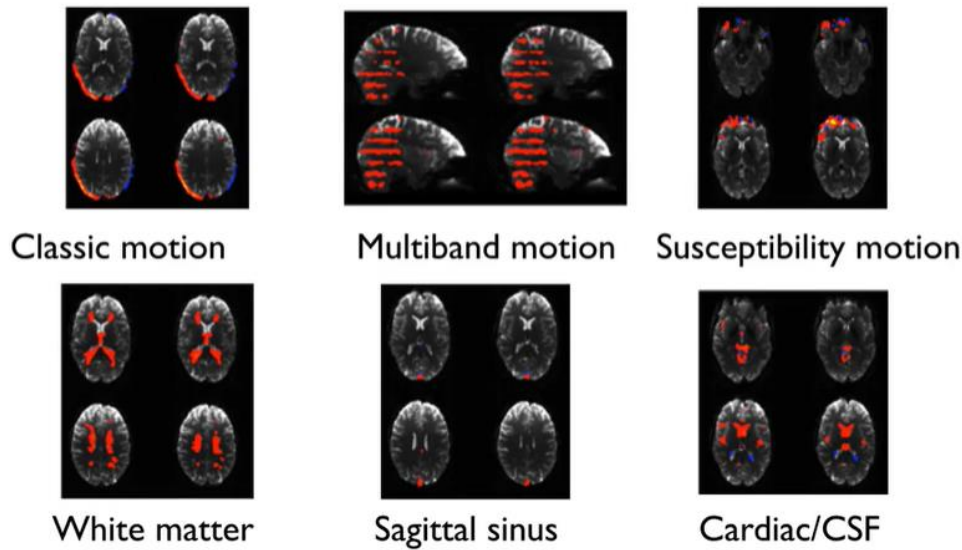 Classic motion
Multiband motion
Susceptibility motion
White matter
Sagittal sinus
Cardiac/CSF